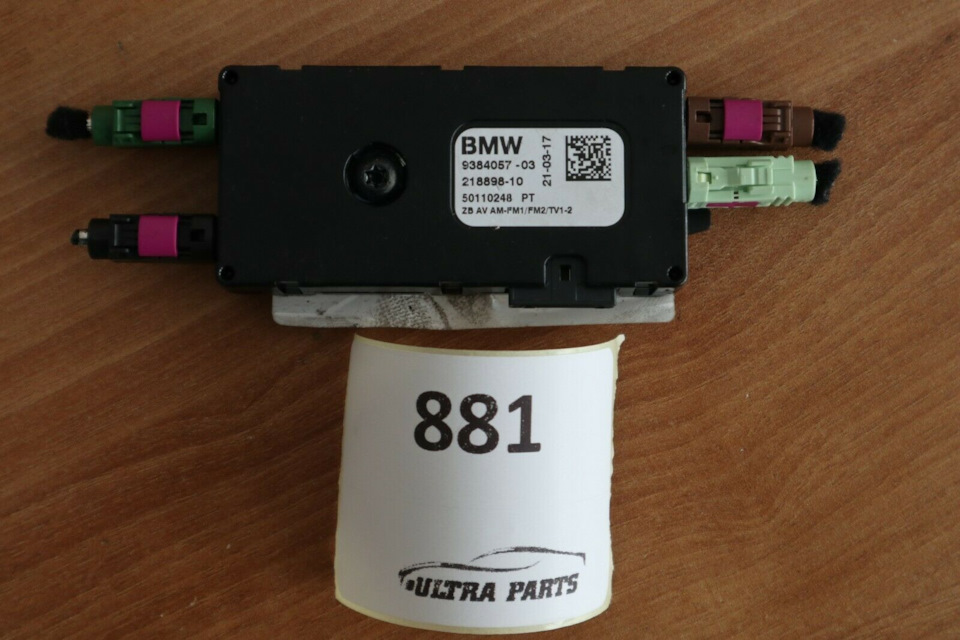 BMW
9384057-03
218898-10
50110248 PT
ZB AV AM-FM1/FM2/TV1-2
21-03-17
881
ULTRA PARTS